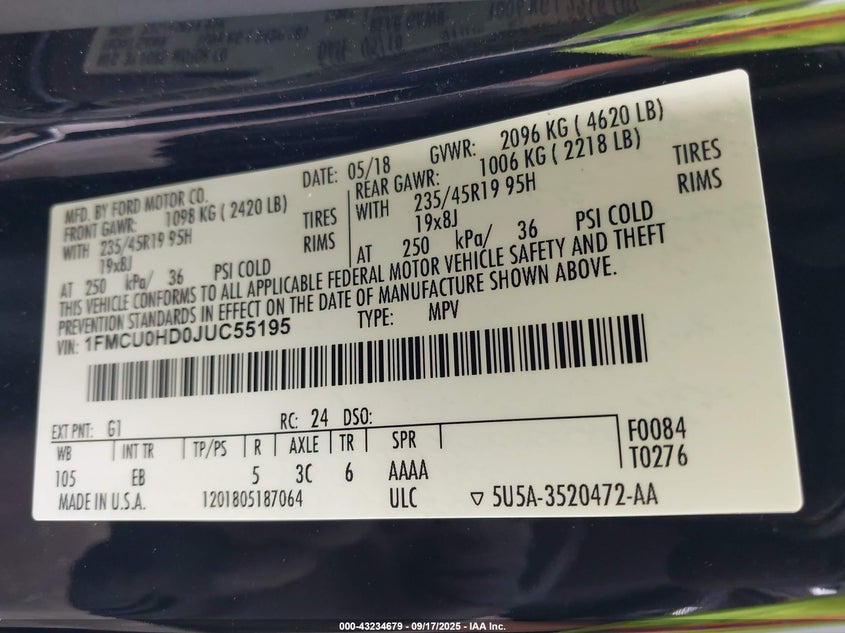 MFD. BY FORD MOTOR CO. DATE: 05/18 GVWR: 2096 KG ( 4620 LB)
FRONT GAWR: 1098 KG ( 2420 LB) REAR GAWR: 1006 KG ( 2218 LB)
WITH 235/45R19 95H TIRES WITH 235/45R19 95H TIRES
19x8J RIMS 19x8J RIMS
AT 250 kPa/ 36 PSI COLD AT 250 kPa/ 36 PSI COLD
THIS VEHICLE CONFORMS TO ALL APPLICABLE FEDERAL MOTOR VEHICLE SAFETY AND THEFT
PREVENTION STANDARDS IN EFFECT ON THE DATE OF MANUFACTURE SHOWN ABOVE.
VIN: 1FMCU0HD0JUC55195 TYPE: MPV
EXT PNT: G1 RC: 24 DSO:
WB INT TR TP/PS R AXLE TR SPR F0084
105 EB 5 3C 6 AAAA T0276
MADE IN U.S.A. 1201805187064 ULC ▽ 5U5A-3520472-AA
000-43234679 - 09/17/2025 - IAA Inc.